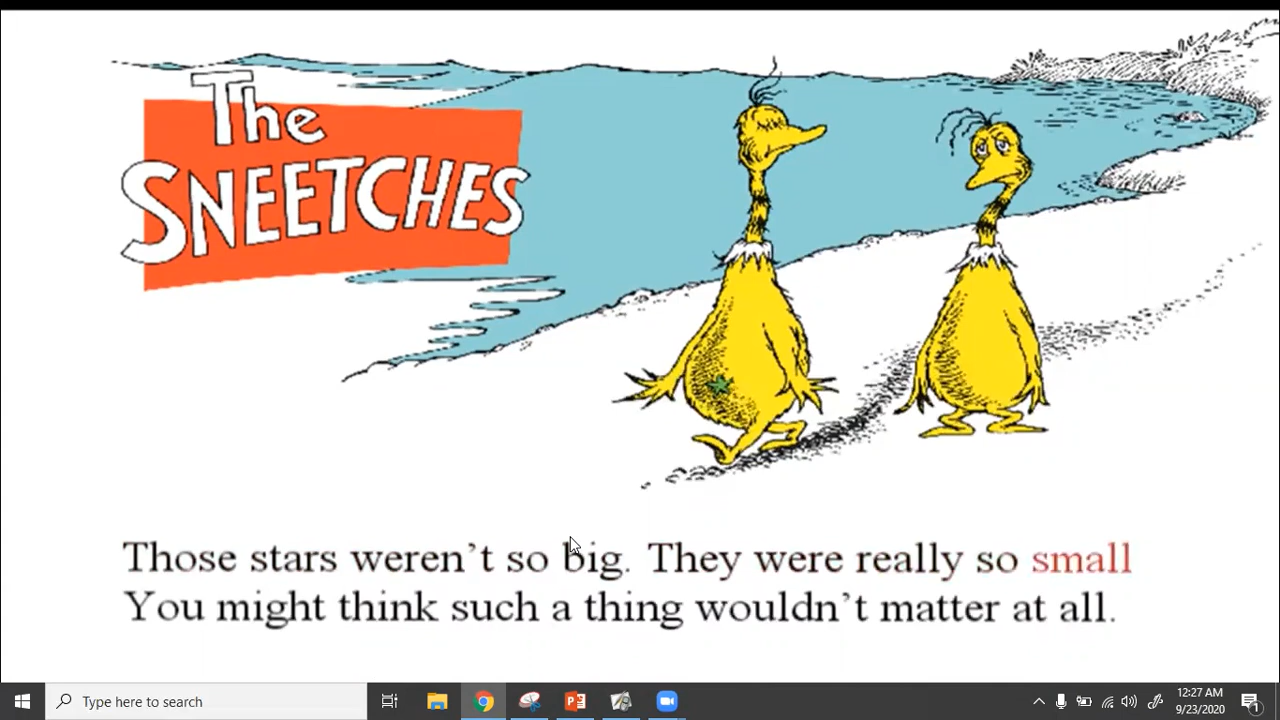 The
SNEETCHES
Those stars weren't so big. They were really so small
You might think such a thing wouldn't matter at all.
Type here to search
12:27 AM
9/23/2020
1